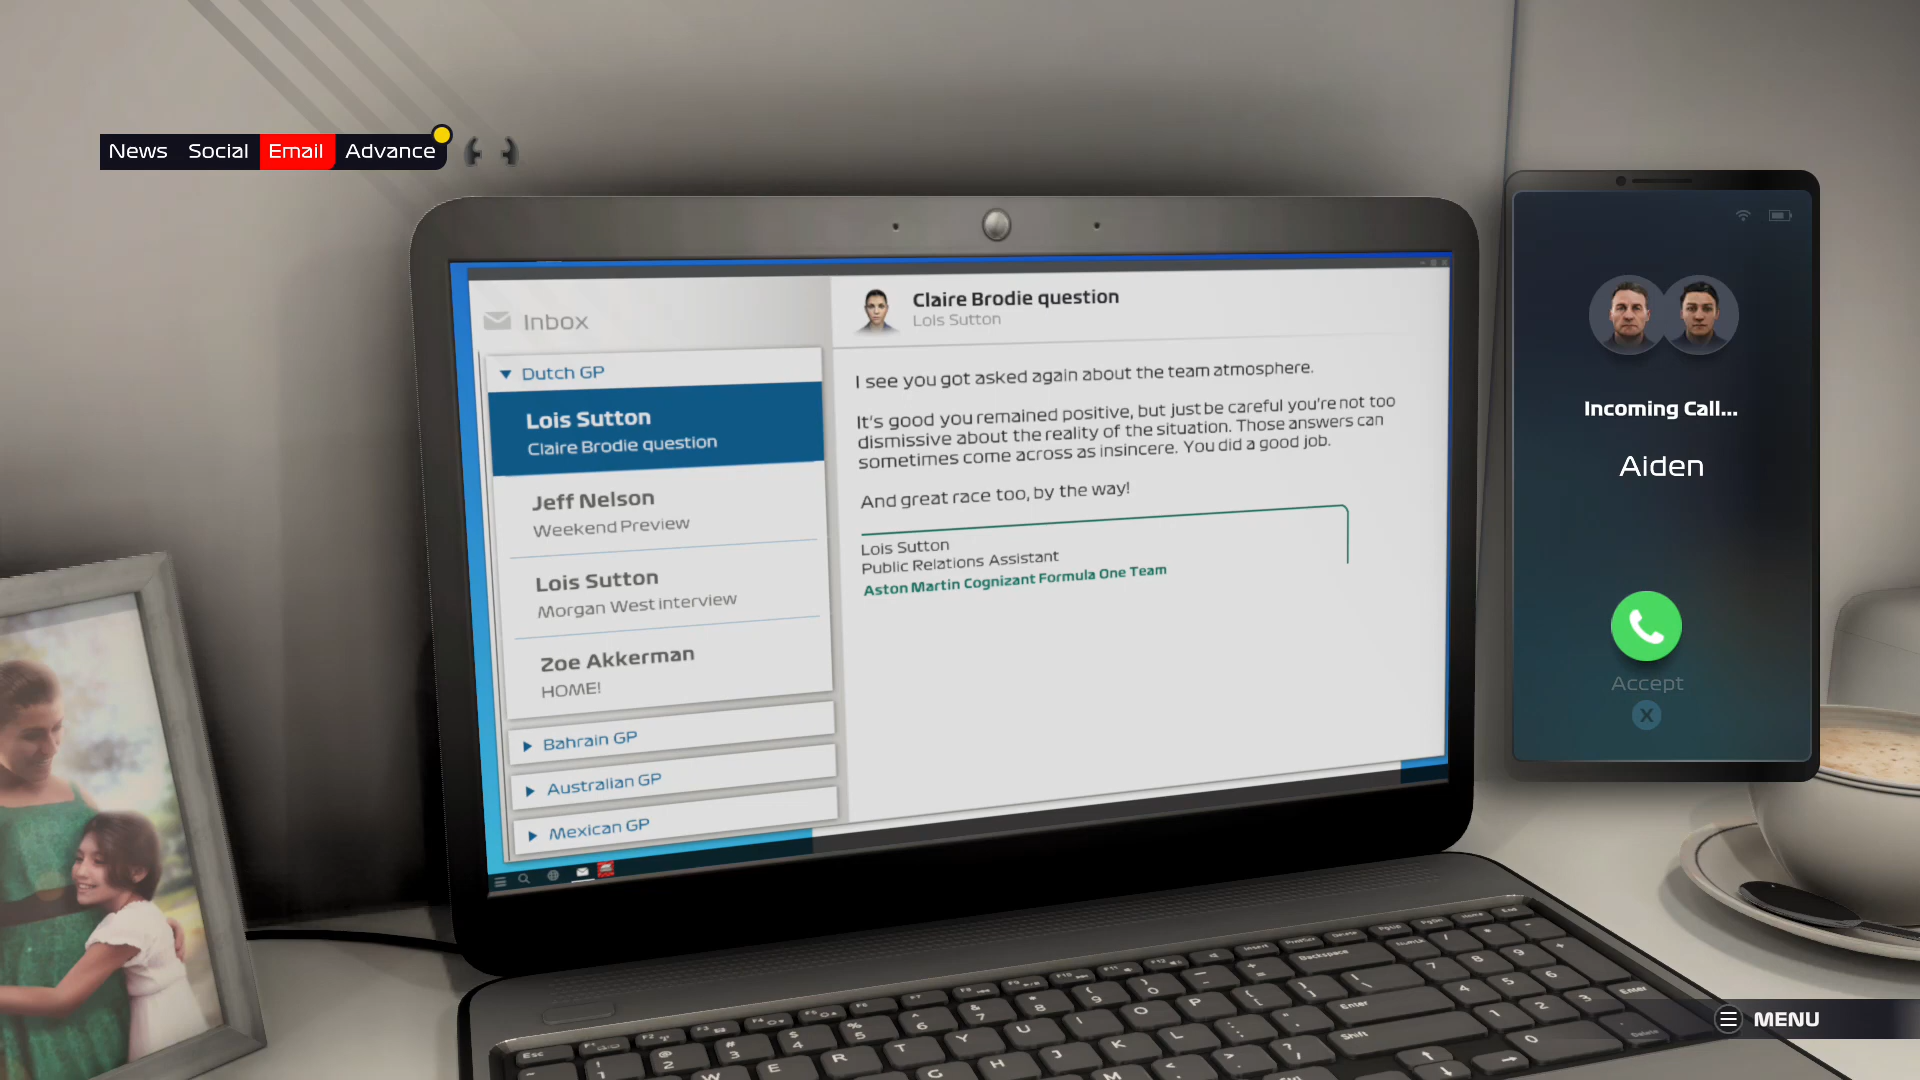 News Social Email Advance
Inbox
Dutch GP
Lois Sutton
Claire Brodie question
Jeff Nelson
Weekend Preview
Lois Sutton
Morgan West interview
Zoe Akkerman
HOME!
Bahrain GP
Australian GP
Mexican GP
Claire Brodie question
Lois Sutton
I see you got asked again about the team atmosphere.
It's good you remained positive, but just be careful you're not too
dismissive about the reality of the situation. Those answers can
sometimes come across as insincere. You did a good job.
And great race too, by the way!
Lois Sutton
Public Relations Assistant
Aston Martin Cognizant Formula One Team
Incoming Call...
Aiden
Accept
X
MENU
Esc
Backspace
Enter
Shift
Enter